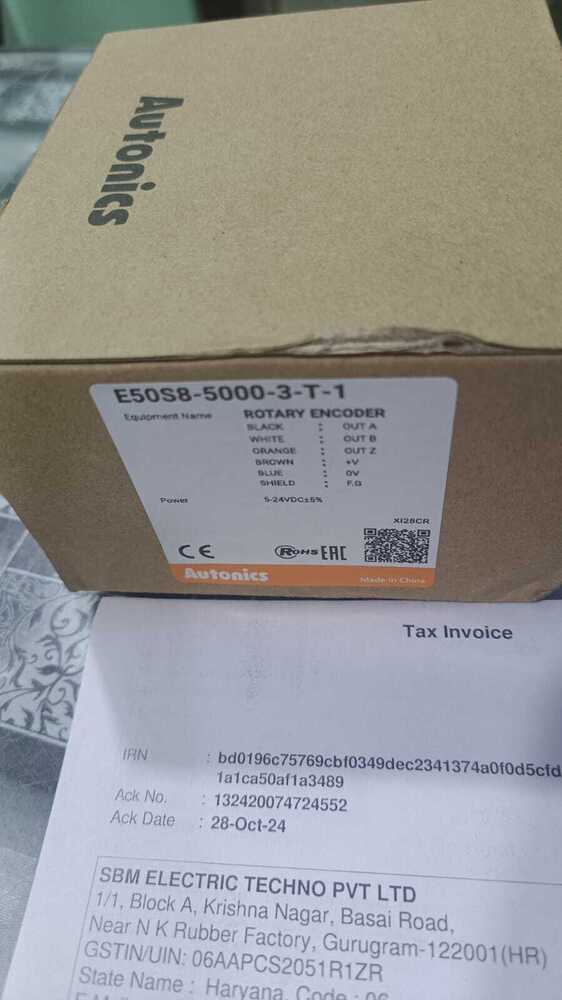 Autonics
E50S8-5000-3-T-1
Equipment Name ROTARY ENCODER
BLACK : OUT A
WHITE : OUT B
ORANGE : OUT Z
BROWN : +V
BLUE : 0V
SHIELD : F.G
Power 5-24VDC±5%
XI28CR
CE RoHS EAC
Autonics Made in China
Tax Invoice
IRN : bd0196c75769cbf0349dec2341374a0f0d5cfd
1a1ca50af1a3489
Ack No. : 132420074724552
Ack Date : 28-Oct-24
SBM ELECTRIC TECHNO PVT LTD
1/1, Block A, Krishna Nagar, Basai Road,
Near N K Rubber Factory, Gurugram-122001(HR)
GSTIN/UIN: 06AAPCS2051R1ZR
State Name : Haryana, Code : 06